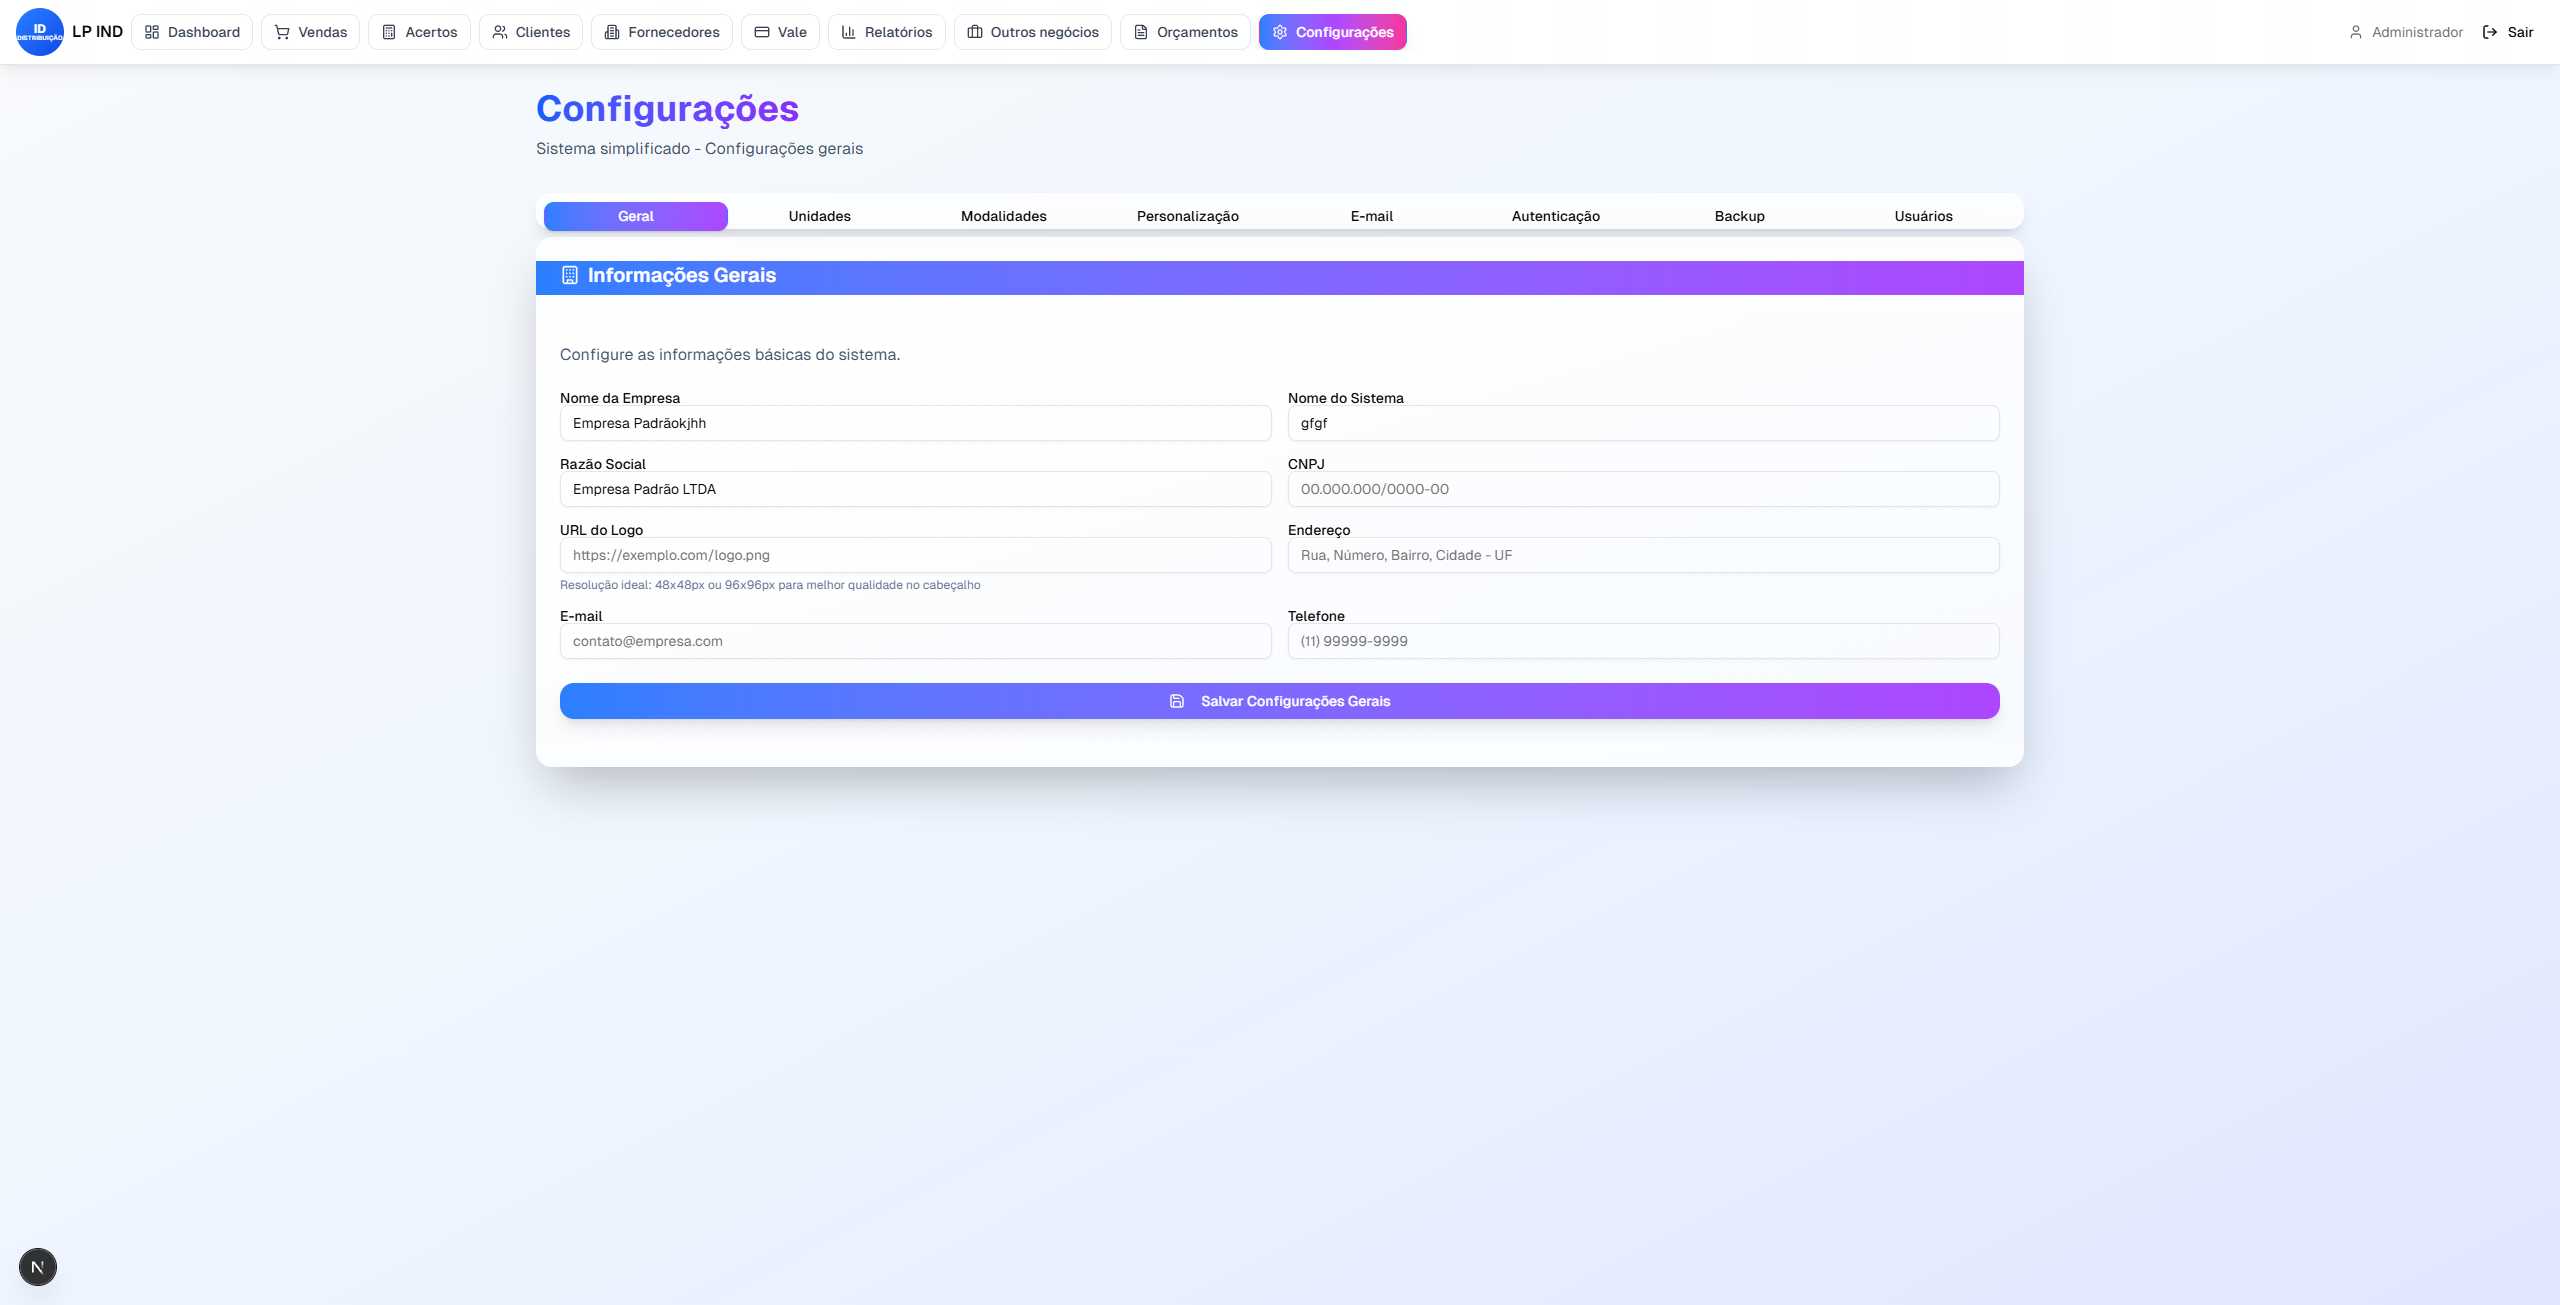 ID
DISTRIBUIÇÃO
LP IND
Dashboard
Vendas
Acertos
Clientes
Fornecedores
Vale
Relatórios
Outros negócios
Orçamentos
Configurações
Administrador
Sair
Configurações
Sistema simplificado - Configurações gerais
Geral
Unidades
Modalidades
Personalização
E-mail
Autenticação
Backup
Usuários
Informações Gerais
Configure as informações básicas do sistema.
Nome da Empresa
Empresa Padrãokjhh
Nome do Sistema
gfgf
Razão Social
Empresa Padrão LTDA
CNPJ
00.000.000/0000-00
URL do Logo
https://exemplo.com/logo.png
Resolução ideal: 48x48px ou 96x96px para melhor qualidade no cabeçalho
Endereço
Rua, Número, Bairro, Cidade - UF
E-mail
contato@empresa.com
Telefone
(11) 99999-9999
Salvar Configurações Gerais
N